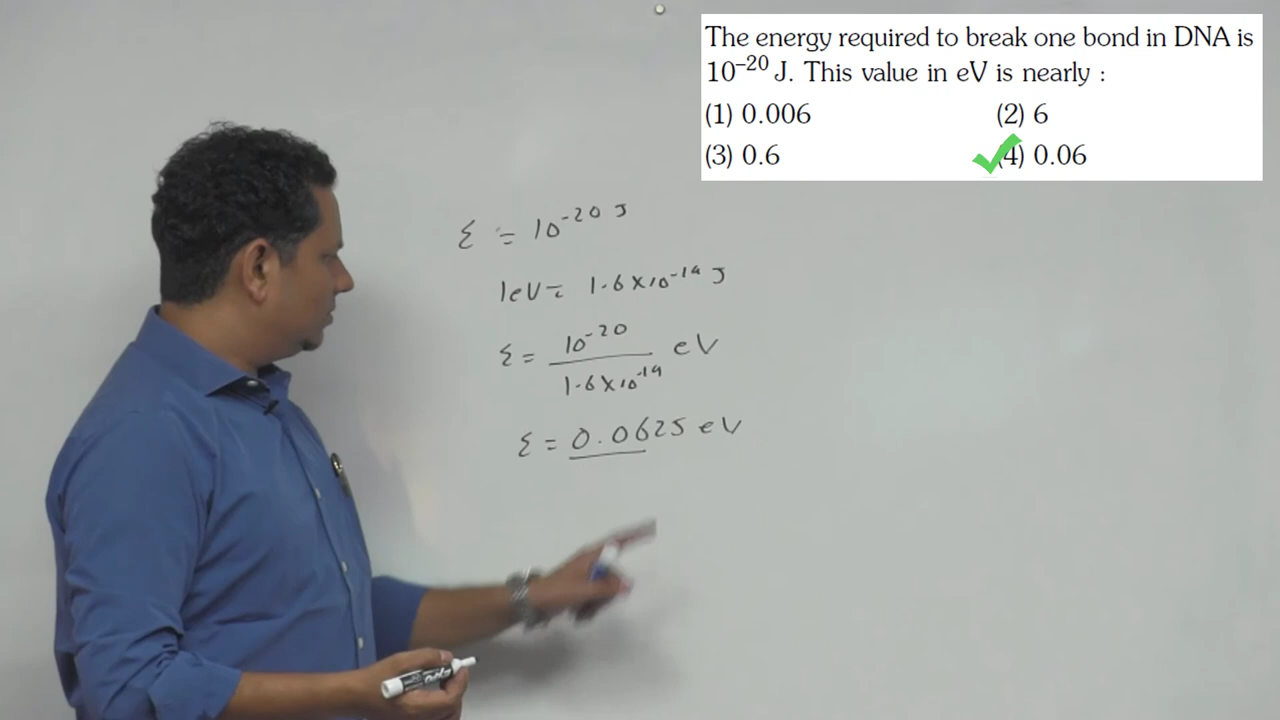 The energy required to break one bond in DNA is
10⁻²⁰ J. This value in eV is nearly :
(1) 0.006 (2) 6
(3) 0.6 (4) 0.06
Ɛ = 10⁻²⁰ J
1eV = 1.6×10⁻¹⁹ J
Ɛ = 10⁻²⁰ / 1.6×10⁻¹⁹ eV
Ɛ = 0.0625 eV